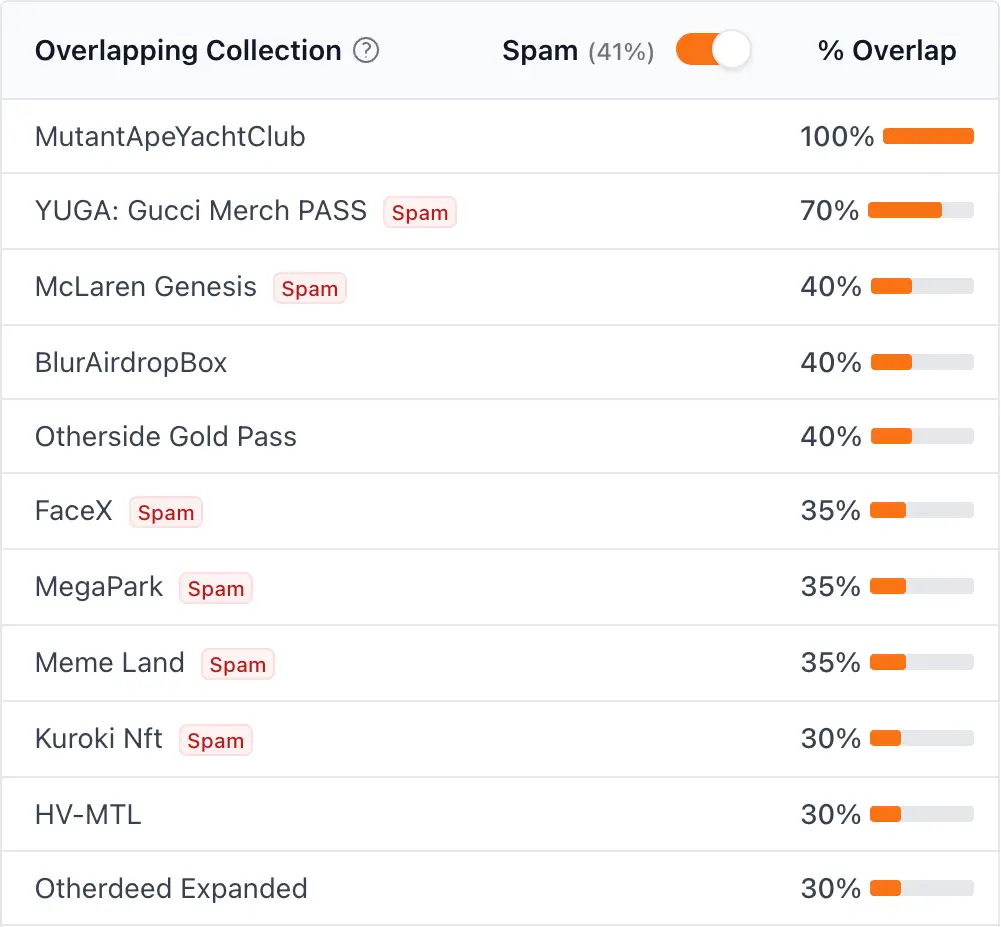 Overlapping Collection ? Spam (41%) % Overlap
MutantApeYachtClub 100%
YUGA: Gucci Merch PASS Spam 70%
McLaren Genesis Spam 40%
BlurAirdropBox 40%
Otherside Gold Pass 40%
FaceX Spam 35%
MegaPark Spam 35%
Meme Land Spam 35%
Kuroki Nft Spam 30%
HV-MTL 30%
Otherdeed Expanded 30%